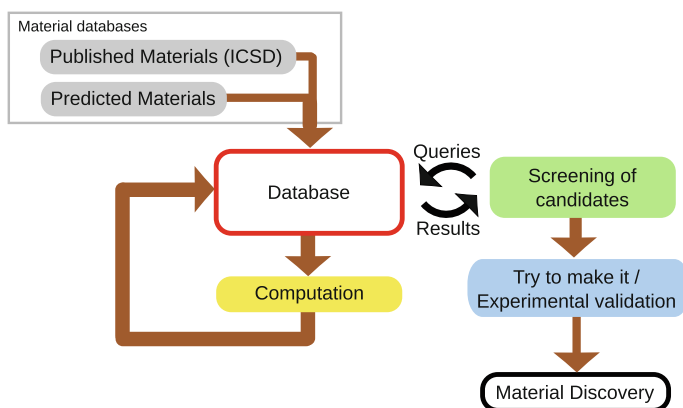 Material databases
Published Materials (ICSD)
Predicted Materials
Database
Queries
Results
Screening of
candidates
Computation
Try to make it /
Experimental validation
Material Discovery